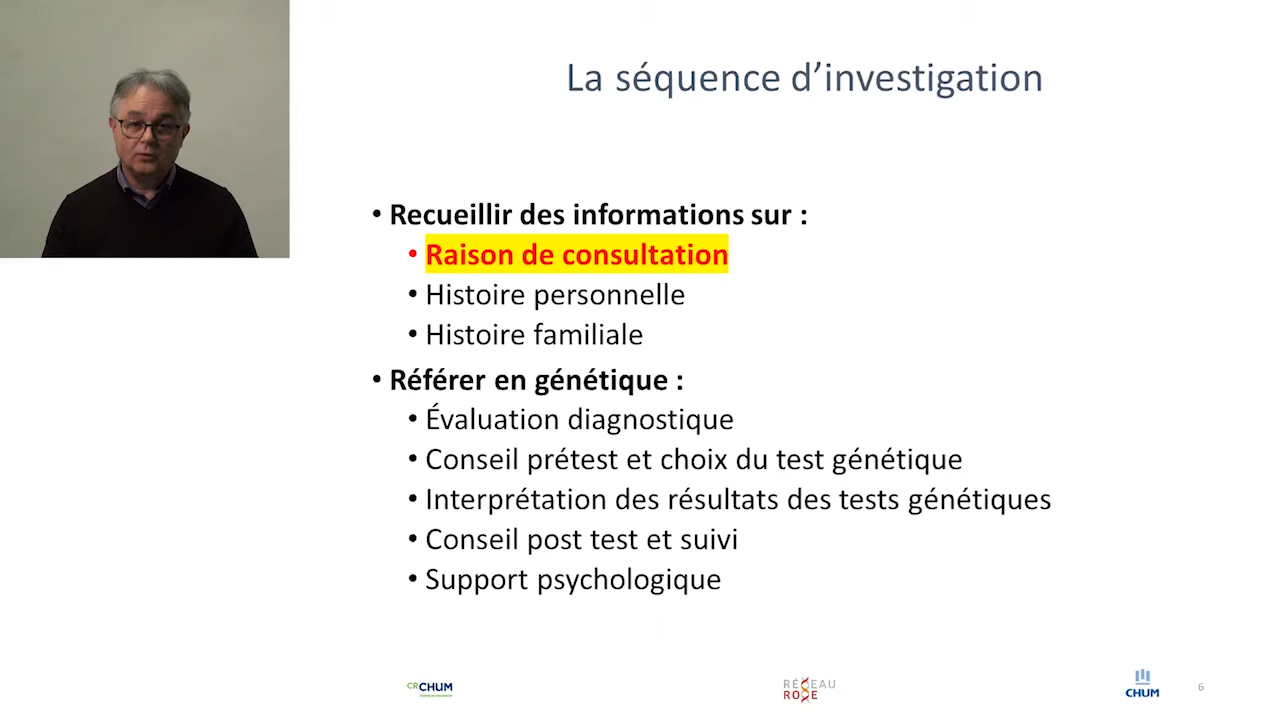 La séquence d’investigation
• Recueillir des informations sur :
• Raison de consultation
• Histoire personnelle
• Histoire familiale
• Référer en génétique :
• Évaluation diagnostique
• Conseil prétest et choix du test génétique
• Interprétation des résultats des tests génétiques
• Conseil post test et suivi
• Support psychologique
CRCHUM
RÉSEAU
ROSE
CHUM
6